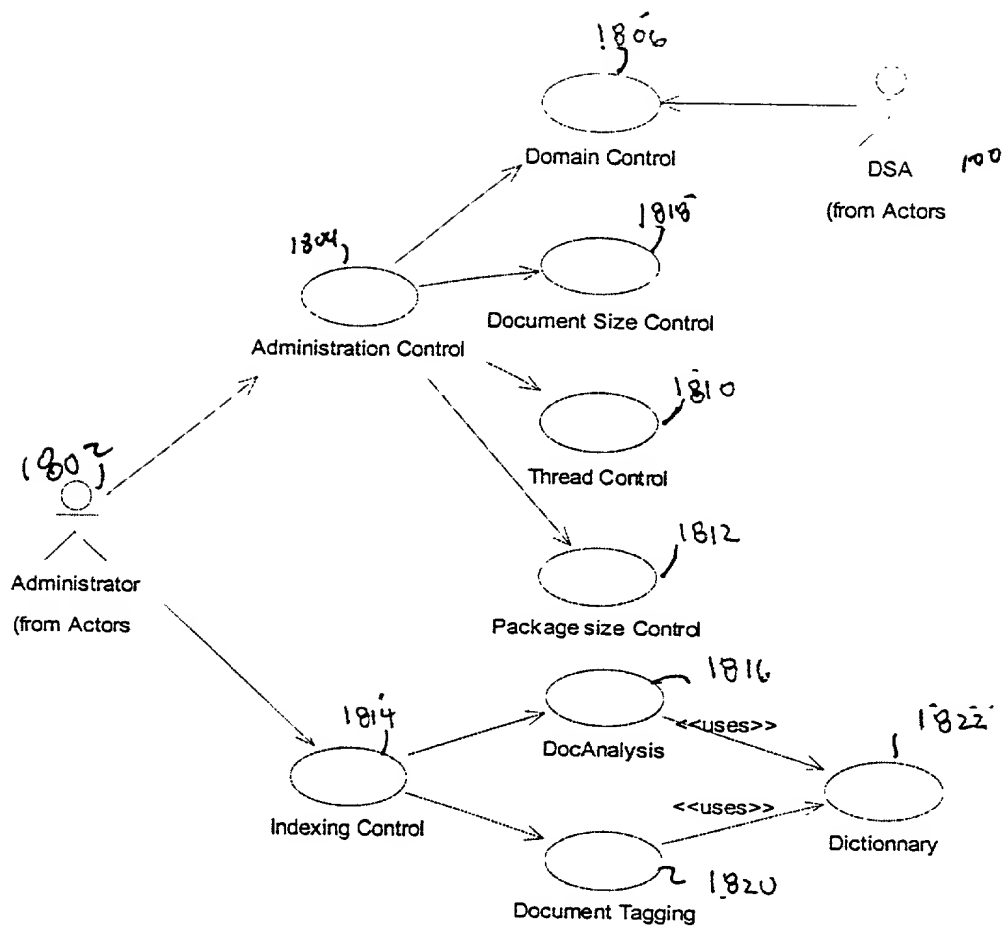 1806
Domain Control
DSA
100
(from Actors
1804
1818
Document Size Control
Administration Control
1810
Thread Control
1802
1812
Administrator
(from Actors
Package size Control
1816
<<uses>>
DocAnalysis
1814
1822
Indexing Control
<<uses>>
Dictionnary
1820
Document Tagging